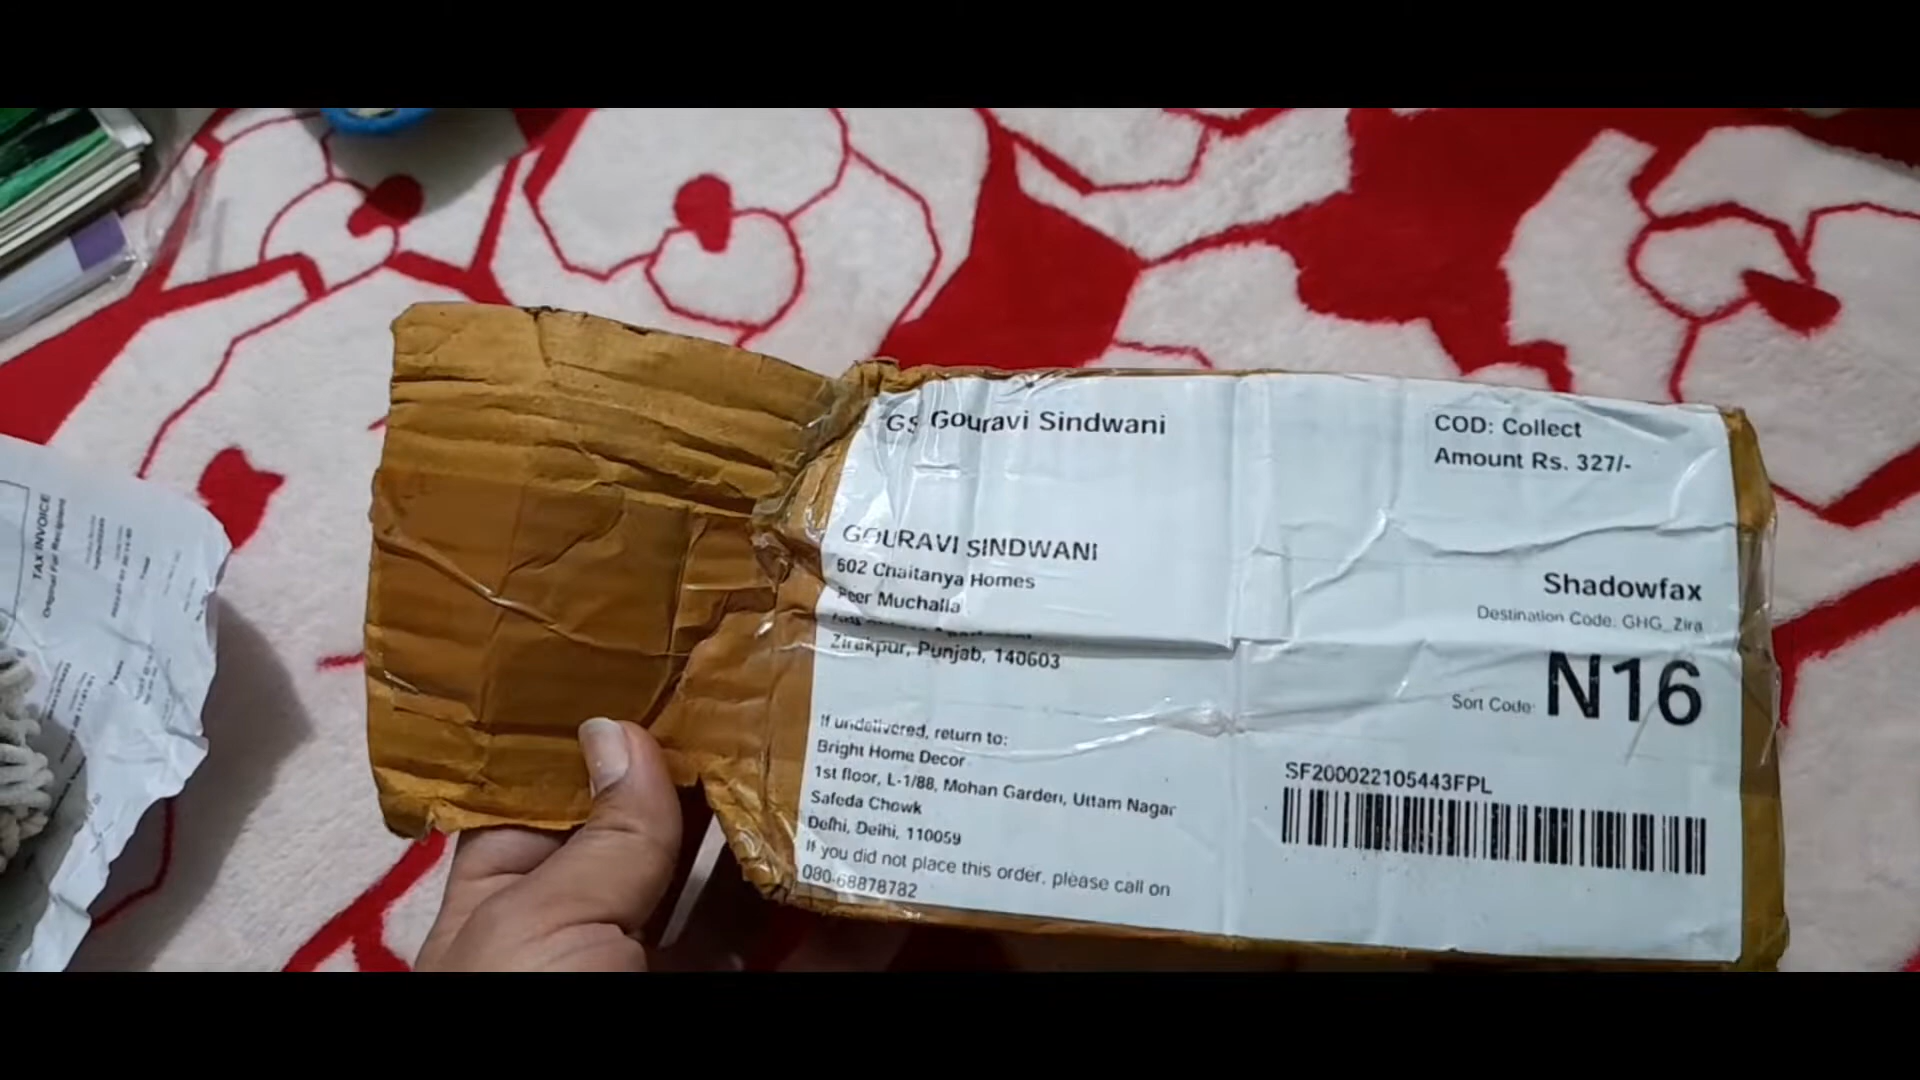 GS Gouravi Sindwani
COD: Collect
Amount Rs. 327/-
GOURAVI SINDWANI
602 Chaitanya Homes
Peer Muchalla
Zirakpur, Punjab, 140603
Shadowfax
Destination Code: GHG_Zira
Sort Code: N16
If undelivered, return to:
Bright Home Decor
1st floor, L-1/88, Mohan Garden, Uttam Nagar
Safeda Chowk
Delhi, Delhi, 110059
If you did not place this order, please call on
080-68878782
SF200022105443FPL
TAX INVOICE
Original For Recipient